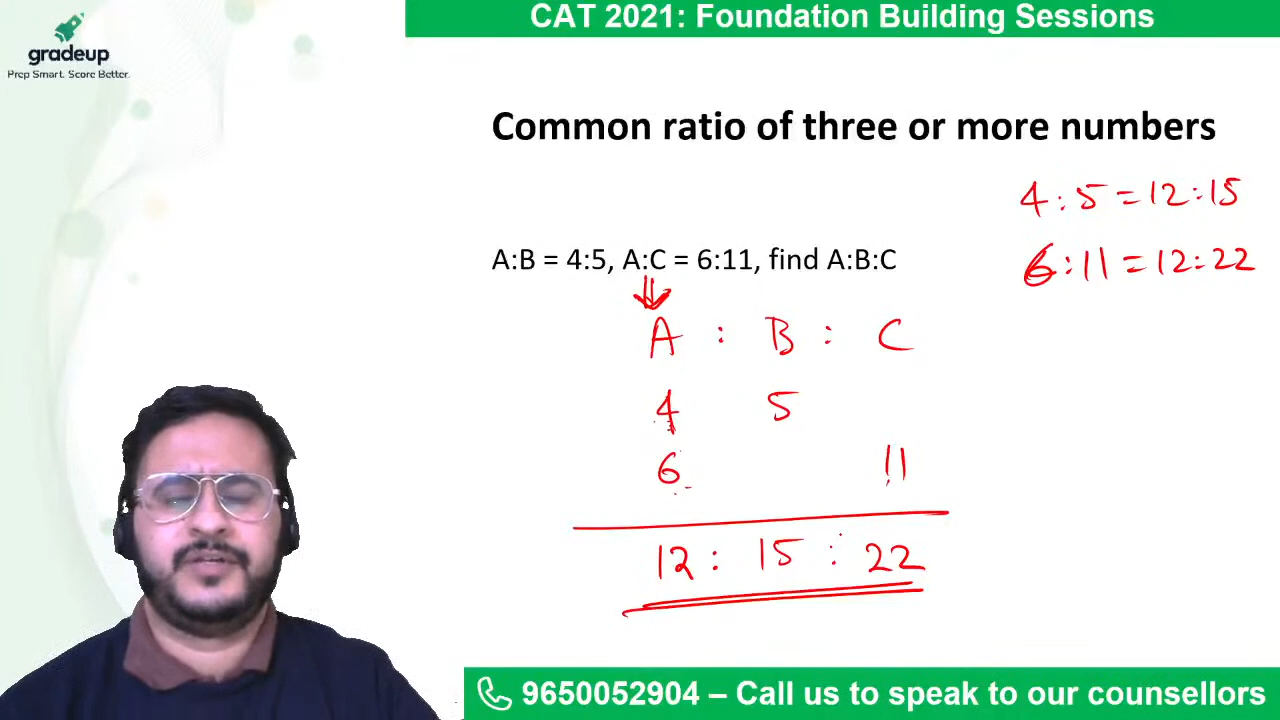 CAT 2021: Foundation Building Sessions
gradeup
Prep Smart. Score Better.
Common ratio of three or more numbers
4:5=12:15
A:B = 4:5, A:C = 6:11, find A:B:C
6:11=12:22
A : B : C
4 5
6 11
12 : 15 : 22
9650052904 – Call us to speak to our counsellors